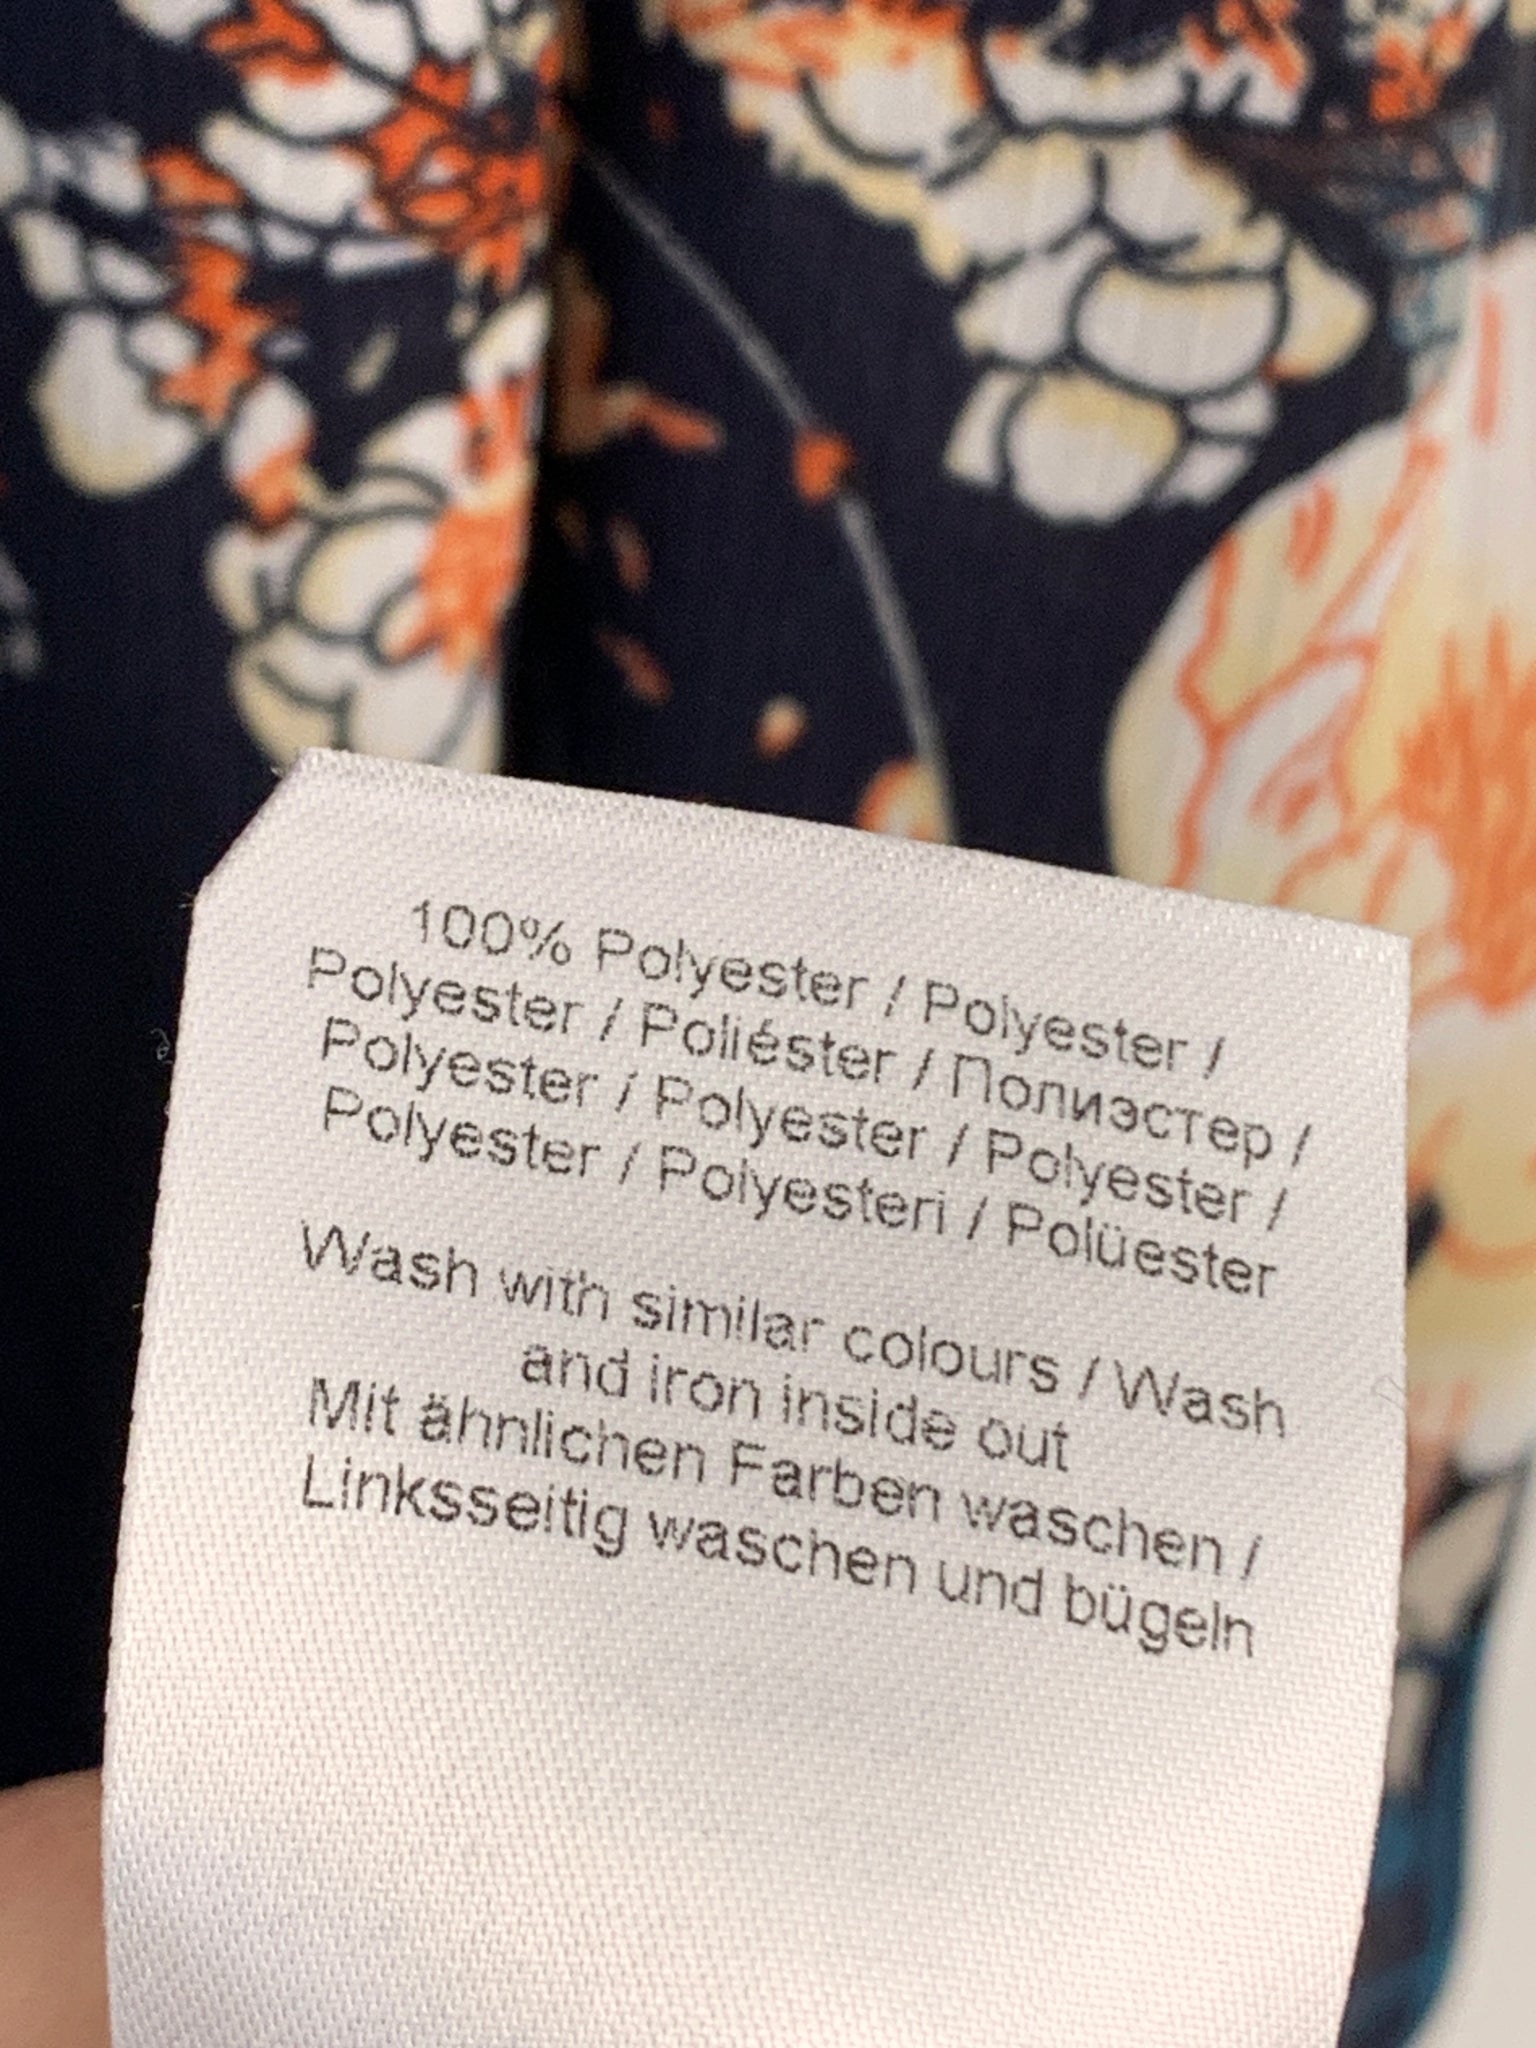 100% Polyester / Polyester /
Polyester / Poliéster / Полиэстер /
Polyester / Polyester / Polyester /
Polyester / Polyesteri / Polüester
Wash with similar colours / Wash
and iron inside out
Mit ähnlichen Farben waschen /
Linksseitig waschen und bügeln